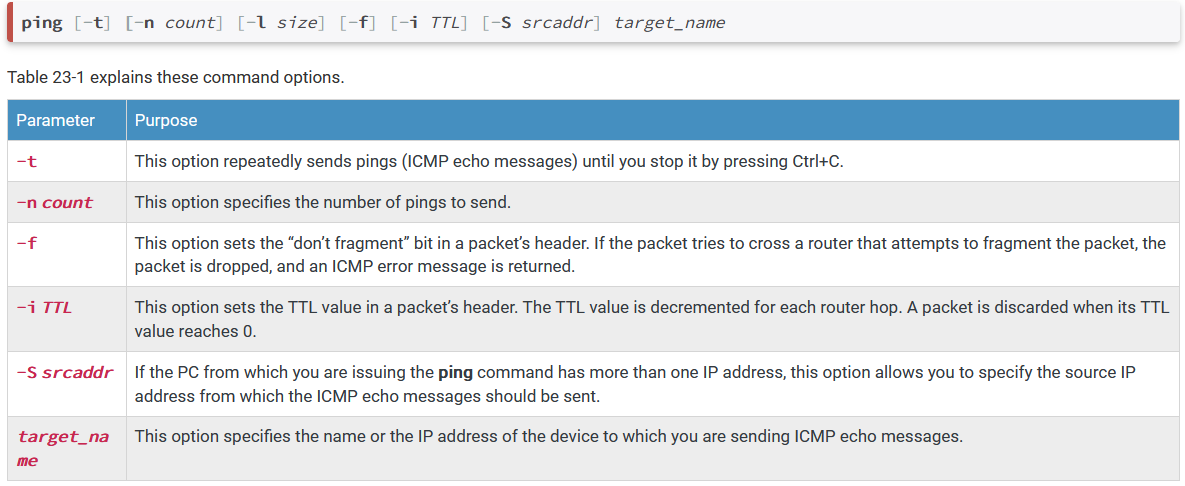 ping [-t] [-n count] [-l size] [-f] [-i TTL] [-S srcaddr] target_name
Table 23-1 explains these command options.
Parameter Purpose
-t This option repeatedly sends pings (ICMP echo messages) until you stop it by pressing Ctrl+C.
-n count This option specifies the number of pings to send.
-f This option sets the “don’t fragment” bit in a packet’s header. If the packet tries to cross a router that attempts to fragment the packet, the
packet is dropped, and an ICMP error message is returned.
-i TTL This option sets the TTL value in a packet’s header. The TTL value is decremented for each router hop. A packet is discarded when its TTL
value reaches 0.
-S srcaddr If the PC from which you are issuing the ping command has more than one IP address, this option allows you to specify the source IP
address from which the ICMP echo messages should be sent.
target_na This option specifies the name or the IP address of the device to which you are sending ICMP echo messages.
me